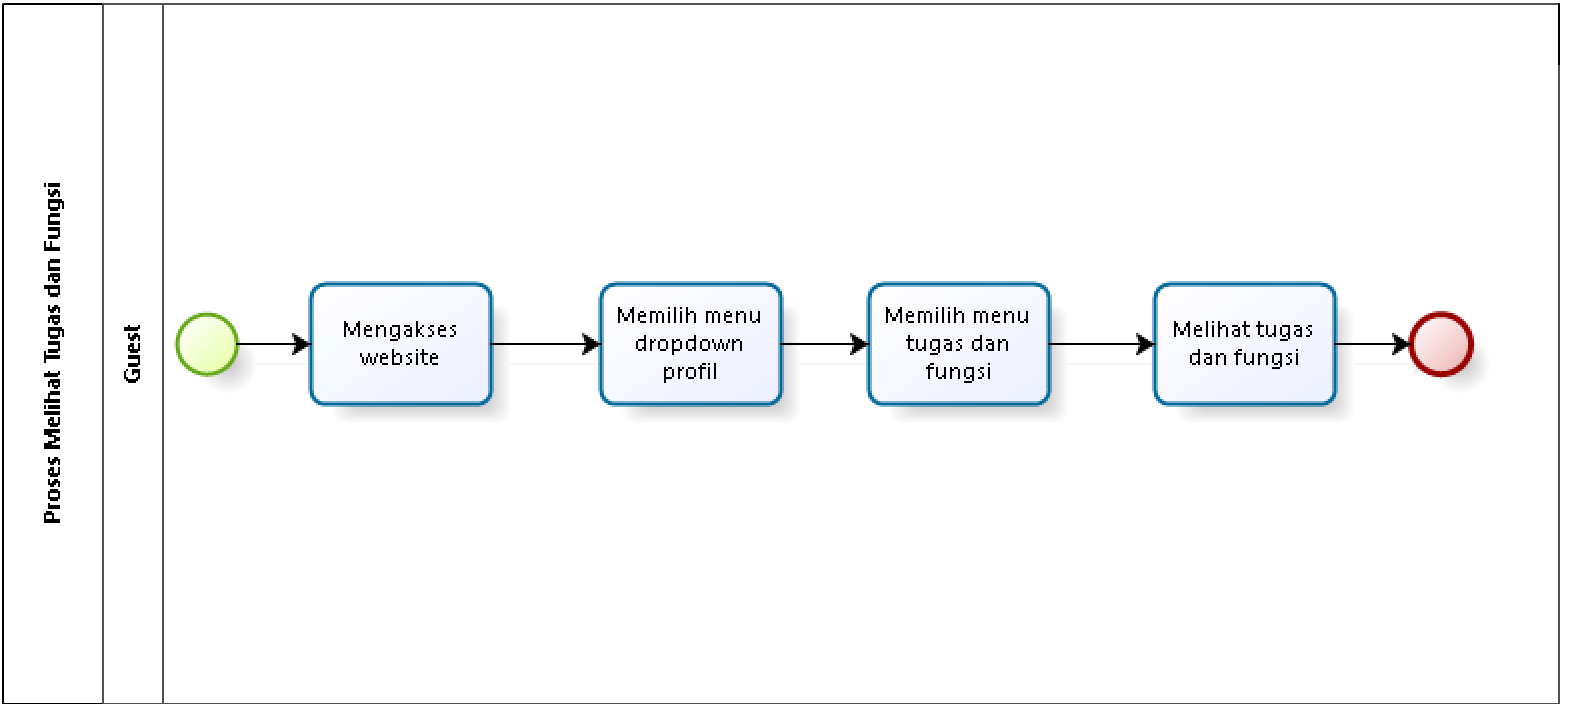 Proses Melihat Tugas dan Fungsi
Guest
Mengakses
website
Memilih menu
dropdown
profil
Memilih menu
tugas dan
fungsi
Melihat tugas
dan fungsi